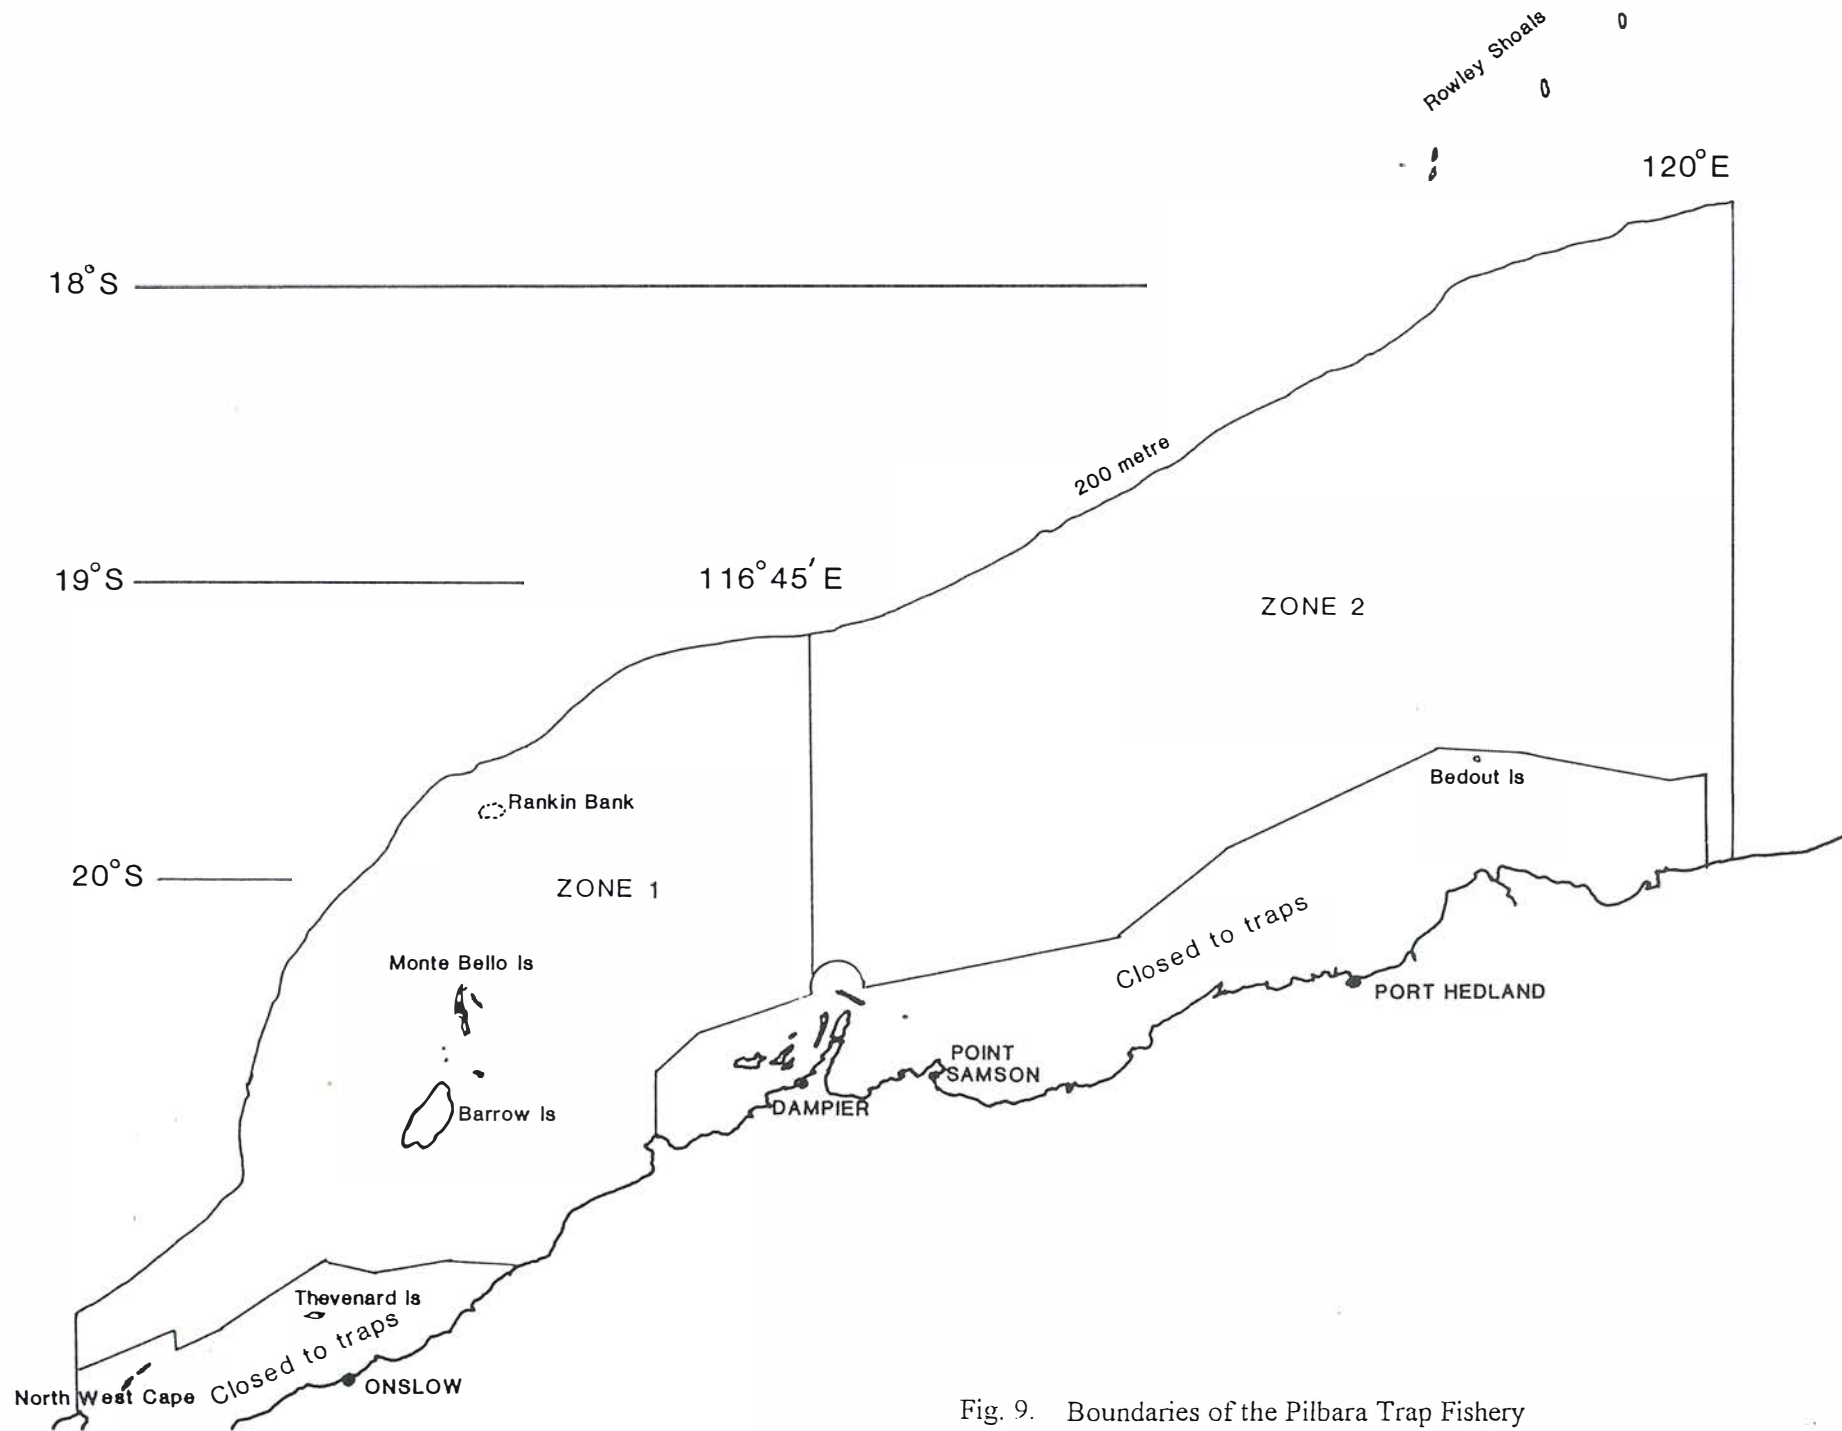 Rowley Shoals
120°E
18°S
200 metre
19°S
116°45′E
ZONE 2
Bedout Is
Rankin Bank
20°S
ZONE 1
Closed to traps
Monte Bello Is
PORT HEDLAND
POINT
SAMSON
DAMPIER
Barrow Is
Thevenard Is
Closed to traps
North West Cape
ONSLOW
Fig. 9. Boundaries of the Pilbara Trap Fishery